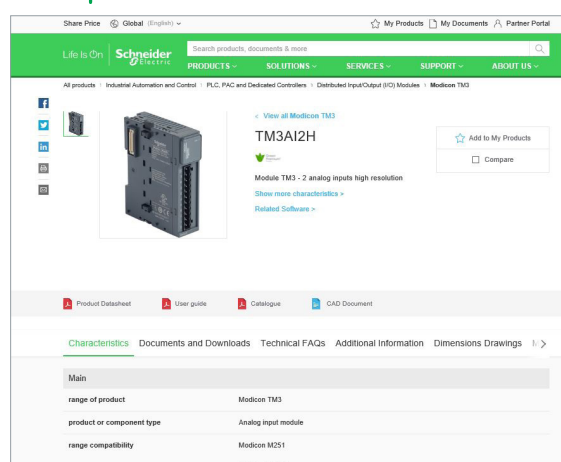 Share Price Global (English) My Products My Documents Partner Portal
Life Is On Schneider Electric
Search products, documents & more
PRODUCTS SOLUTIONS SERVICES SUPPORT ABOUT US
All products Industrial Automation and Control PLC, PAC and Dedicated Controllers Distributed Input/Output (I/O) Modules Modicon TM3
< View all Modicon TM3
TM3AI2H
Add to My Products
Compare
Module TM3 - 2 analog inputs high resolution
Show more characteristics >
Related Software >
Product Datasheet User guide Catalogue CAD Document
Characteristics Documents and Downloads Technical FAQs Additional Information Dimensions Drawings
Main
range of product Modicon TM3
product or component type Analog input module
range compatibility Modicon M251